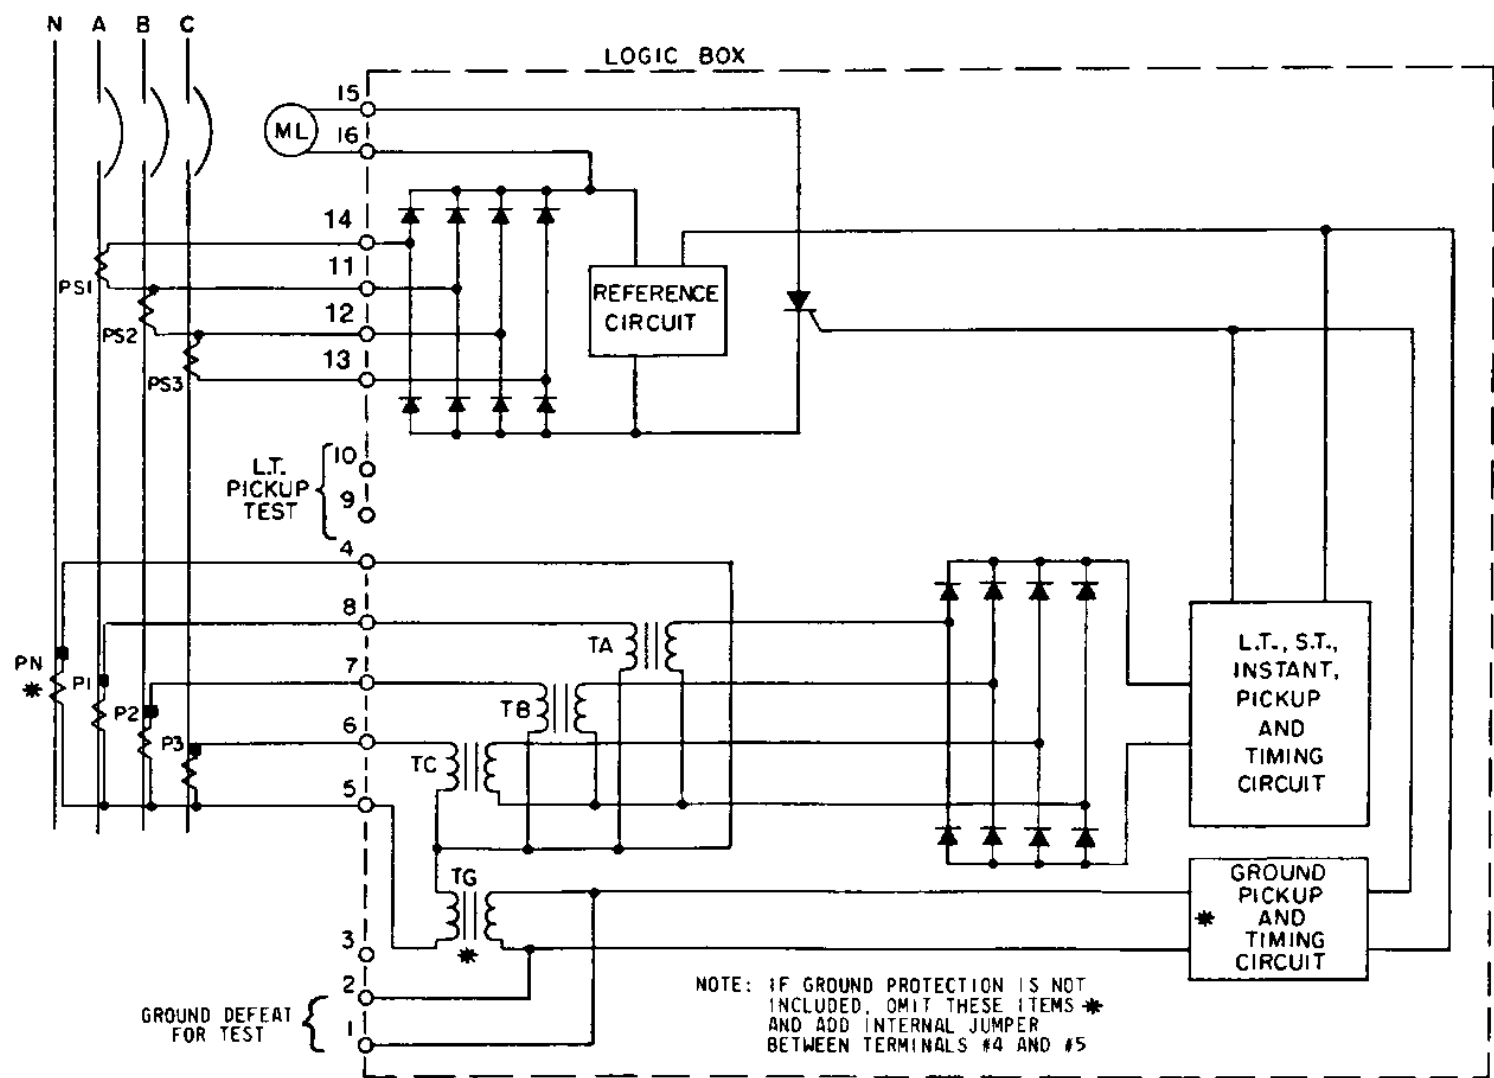 N A B C
LOGIC BOX
15
ML
16
14
11
PS1
REFERENCE
CIRCUIT
12
PS2
13
PS3
10
L.T.
PICKUP
TEST
9
4
8
TA
L.T., S.T.,
INSTANT,
PICKUP
AND
TIMING
CIRCUIT
PN
*
P1
7
TB
P2
6
P3
TC
5
TG
*
GROUND
PICKUP
* AND
TIMING
CIRCUIT
3
2
GROUND DEFEAT
FOR TEST
1
NOTE: IF GROUND PROTECTION IS NOT
INCLUDED, OMIT THESE ITEMS *
AND ADD INTERNAL JUMPER
BETWEEN TERMINALS #4 AND #5